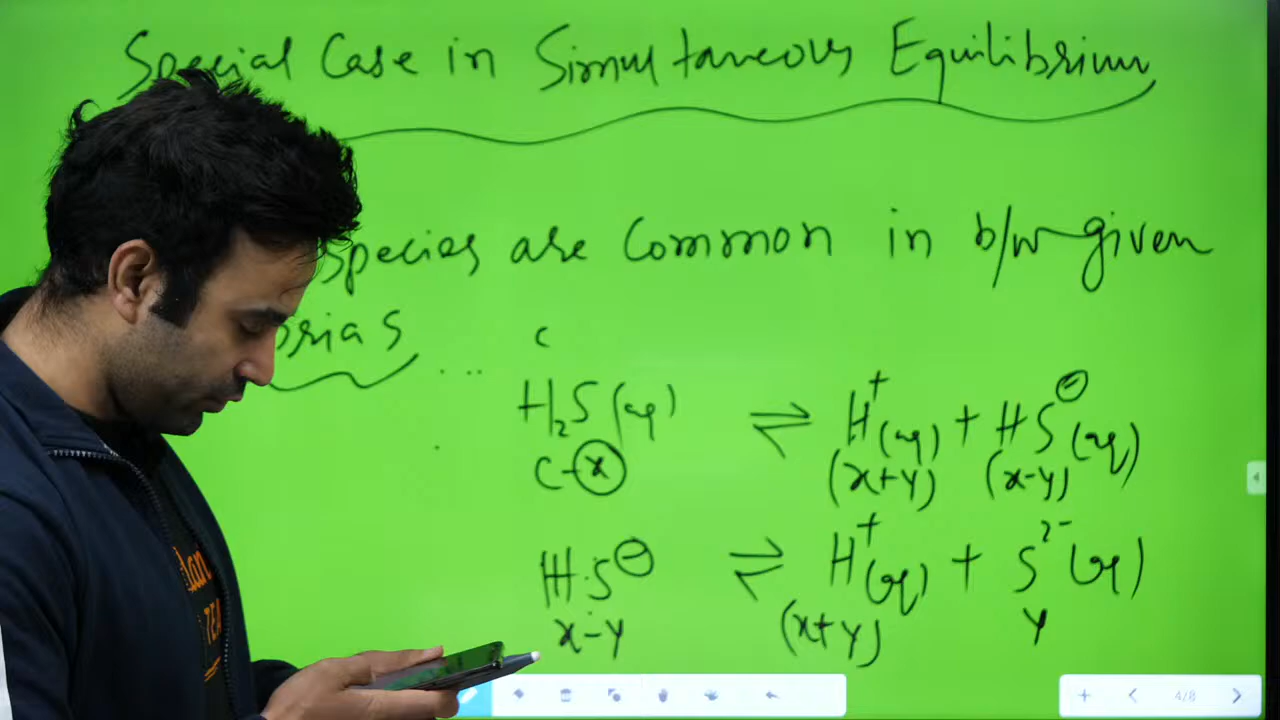 Special Case in Simultaneous Equilibrium
species are common in b/w given
c
H₂S (aq) ⇌ H⁺(aq) + HS⊖(aq)
c-x (x+y) (x-y)
HS⊖ ⇌ H⁺(aq) + S²⁻(aq)
x-y (x+y) y
4/8